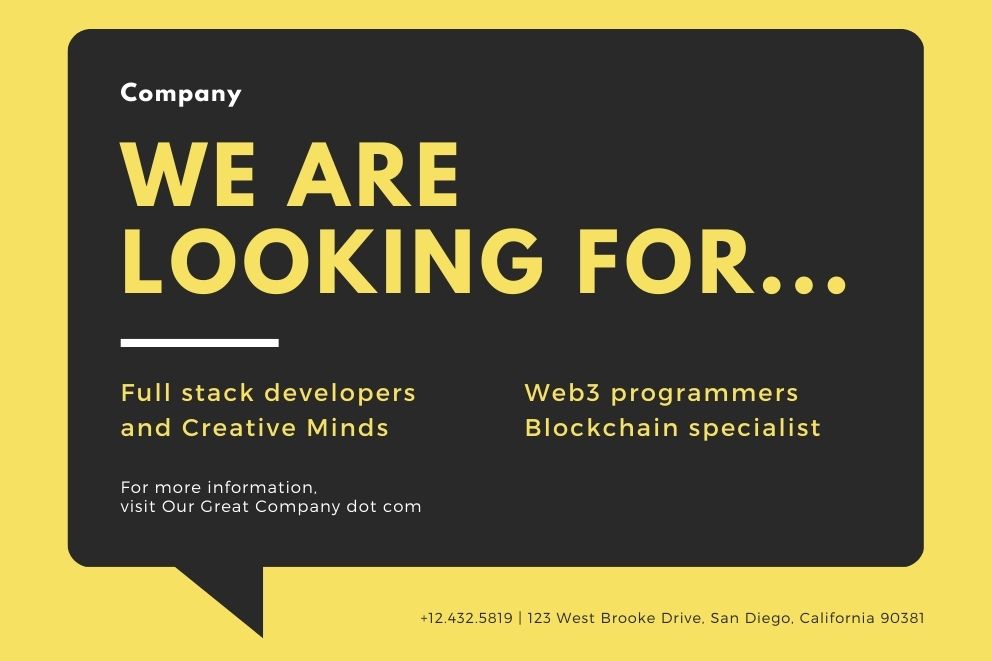 Company
WE ARE
LOOKING FOR...
Full stack developers
and Creative Minds
Web3 programmers
Blockchain specialist
For more information,
visit Our Great Company dot com
+12.432.5819 | 123 West Brooke Drive, San Diego, California 90381